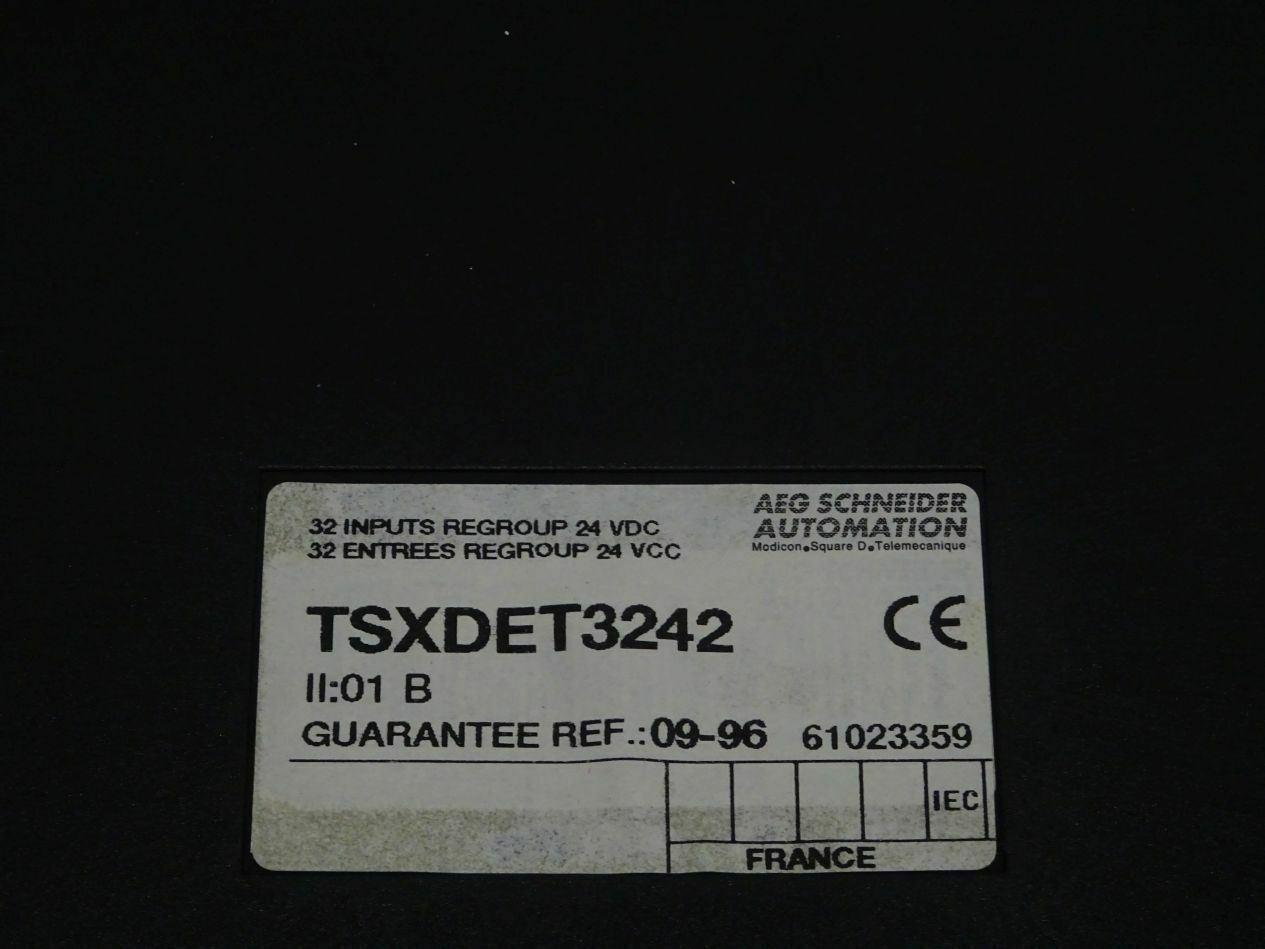 32 INPUTS REGROUP 24 VDC
32 ENTREES REGROUP 24 VCC
AEG SCHNEIDER
AUTOMATION
Modicon●Square D●Telemecanique
TSXDET3242
CE
II:01 B
GUARANTEE REF.:09-96 61023359
IEC
FRANCE